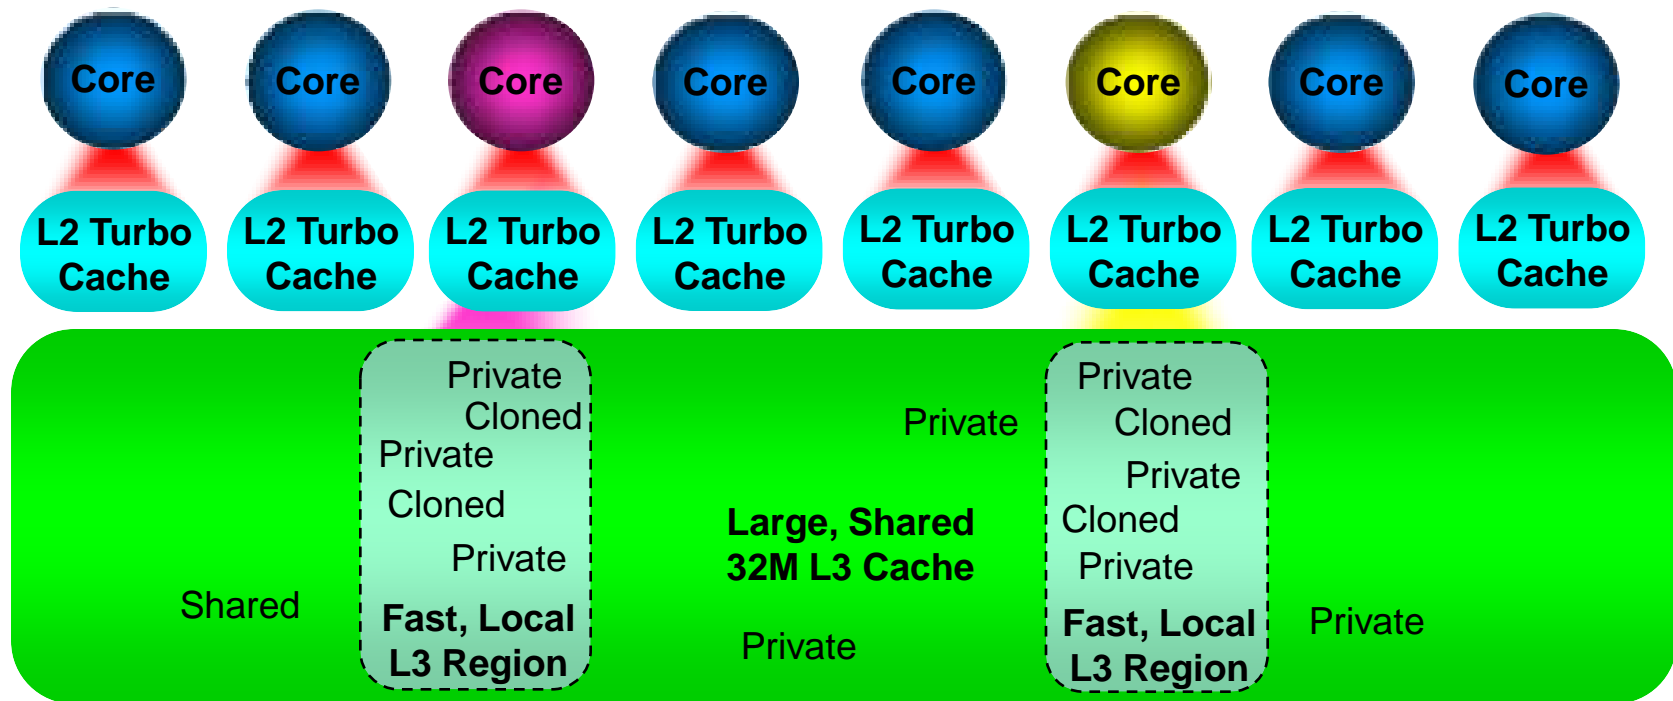 Core
Core
Core
Core
Core
Core
Core
Core
L2 Turbo
Cache
L2 Turbo
Cache
L2 Turbo
Cache
L2 Turbo
Cache
L2 Turbo
Cache
L2 Turbo
Cache
L2 Turbo
Cache
L2 Turbo
Cache
Shared
Private
Cloned
Private
Cloned
Private
Fast, Local
L3 Region
Private
Large, Shared
32M L3 Cache
Private
Private
Cloned
Private
Cloned
Private
Fast, Local
L3 Region
Private